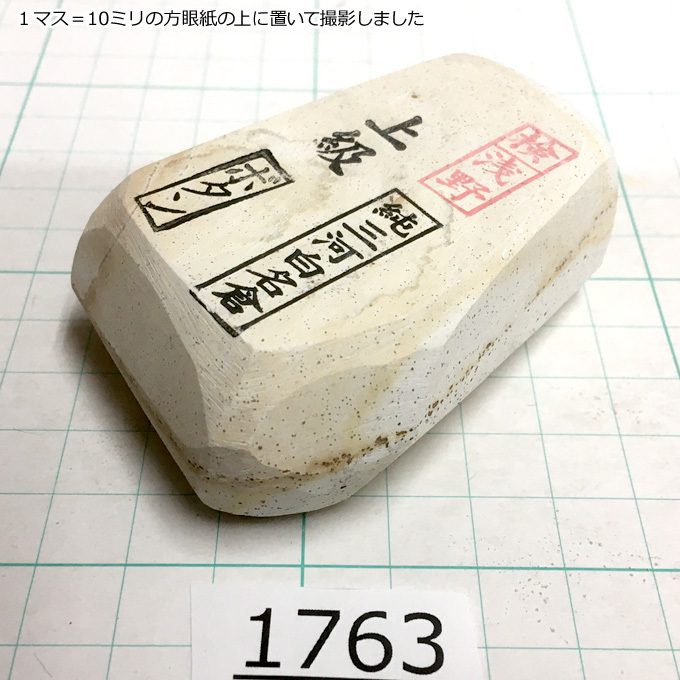 １マス＝10ミリの方眼紙の上に置いて撮影しました
上級
浅野
ボタン
純三河白名倉
1763